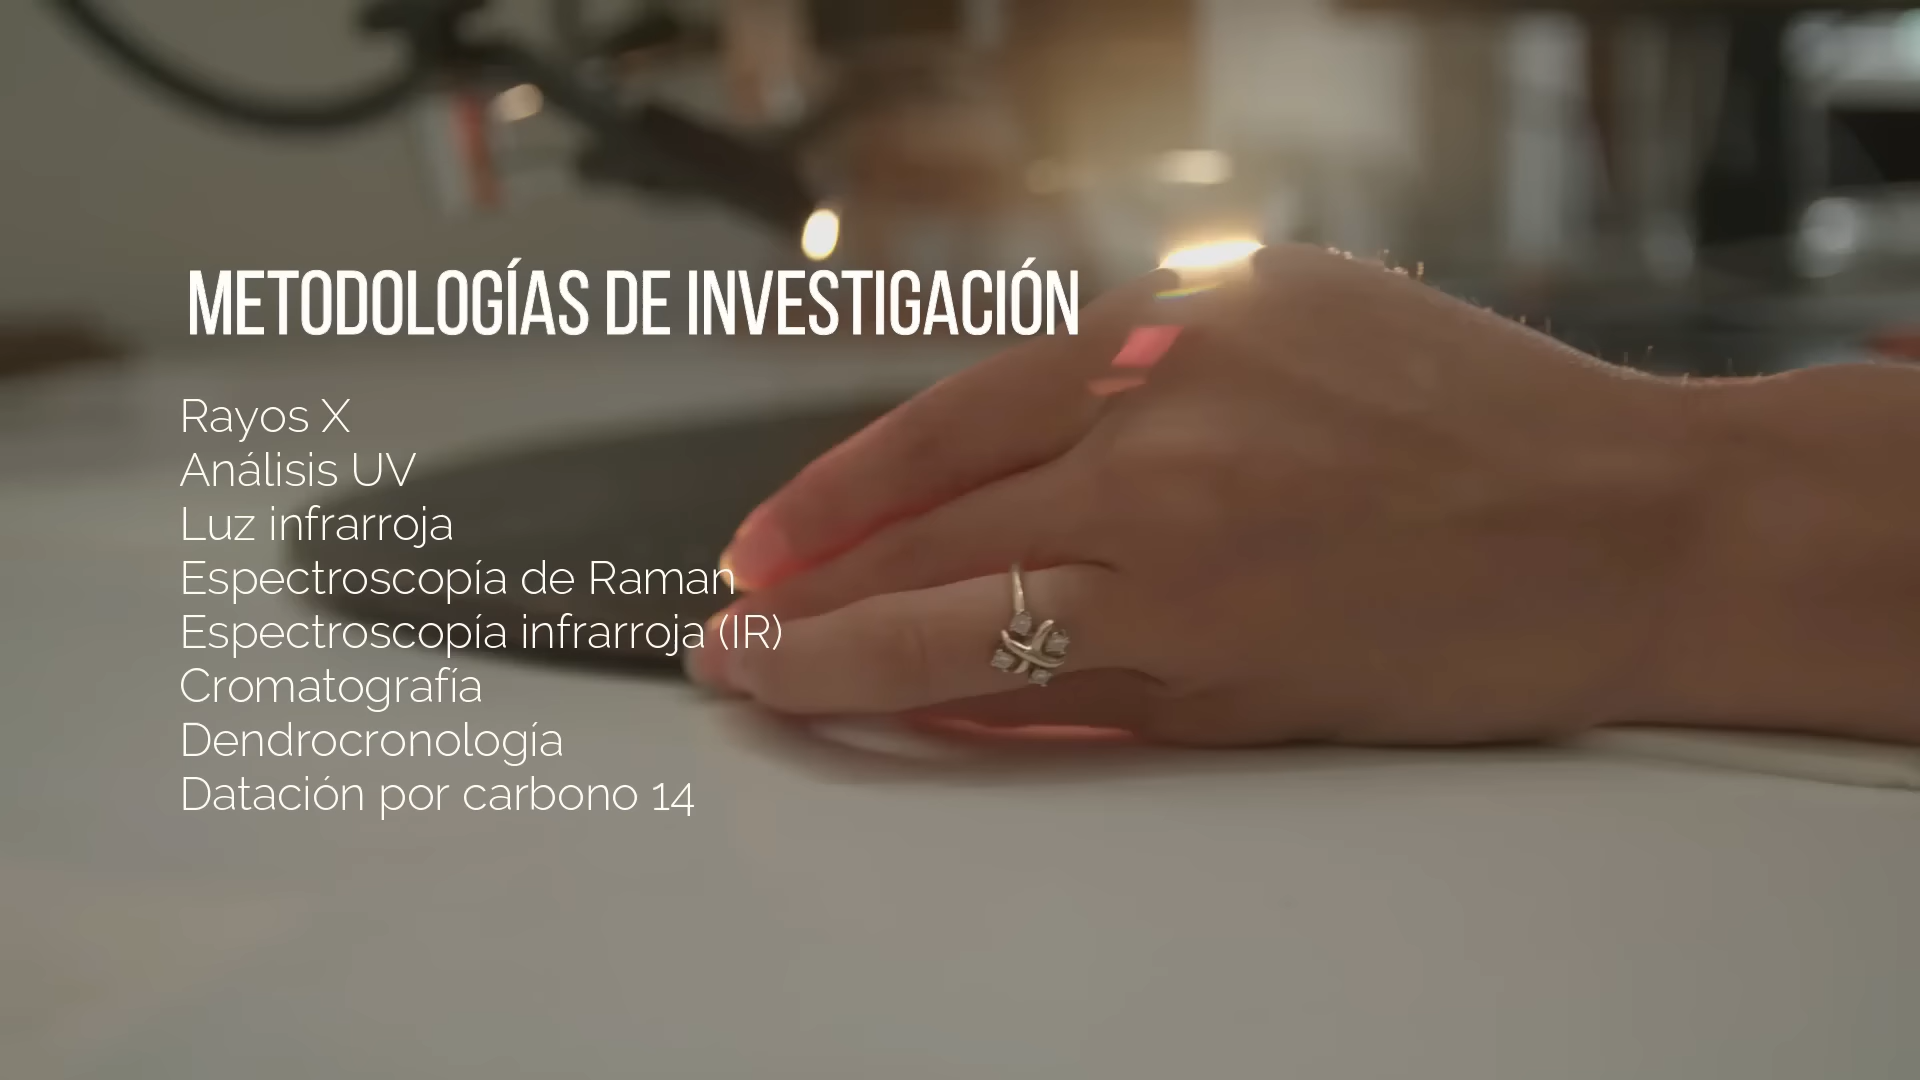 METODOLOGÍAS DE INVESTIGACIÓN
Rayos X
Análisis UV
Luz infrarroja
Espectroscopía de Raman
Espectroscopía infrarroja (IR)
Cromatografía
Dendrocronología
Datación por carbono 14